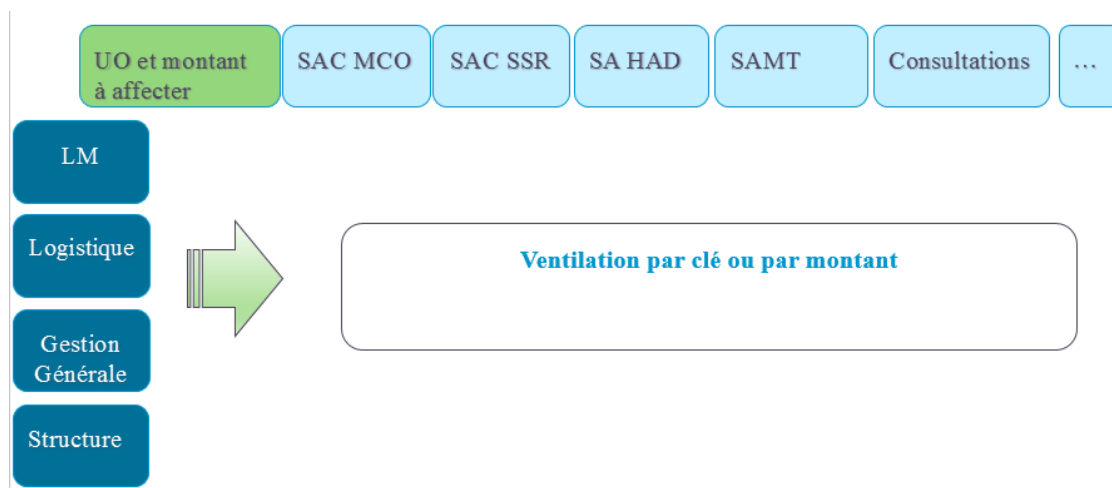 UO et montant
à affecter
SAC MCO
SAC SSR
SA HAD
SAMT
Consultations
…
LM
Logistique
Ventilation par clé ou par montant
Gestion
Générale
Structure